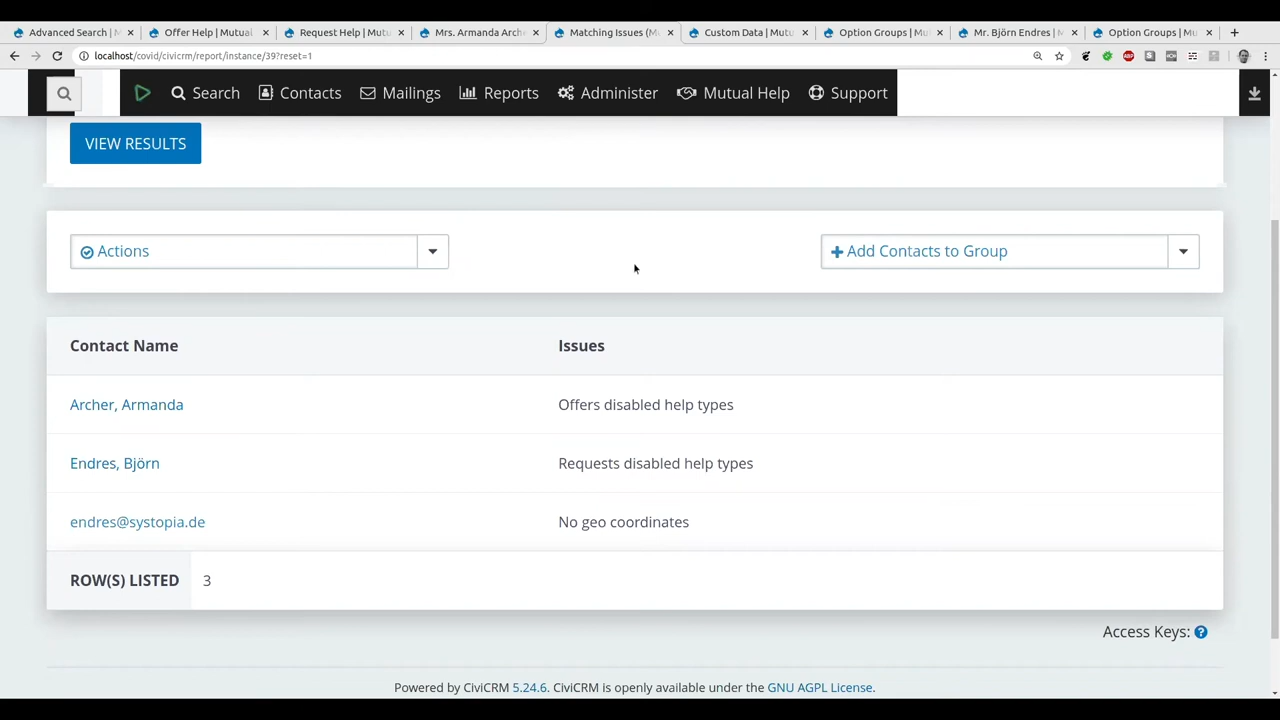 Advanced Search | M
Offer Help | Mutual
Request Help | Mutu
Mrs. Armanda Arche
Matching Issues (Mu
Custom Data | Mutu
Option Groups | Mu
Mr. Björn Endres | M
Option Groups | Mu
localhost/covid/civicrm/report/instance/39?reset=1
Search Contacts Mailings Reports Administer Mutual Help Support
VIEW RESULTS
Actions
Add Contacts to Group
Contact Name Issues
Archer, Armanda Offers disabled help types
Endres, Björn Requests disabled help types
endres@systopia.de No geo coordinates
ROW(S) LISTED 3
Access Keys: ?
Powered by CiviCRM 5.24.6. CiviCRM is openly available under the GNU AGPL License.